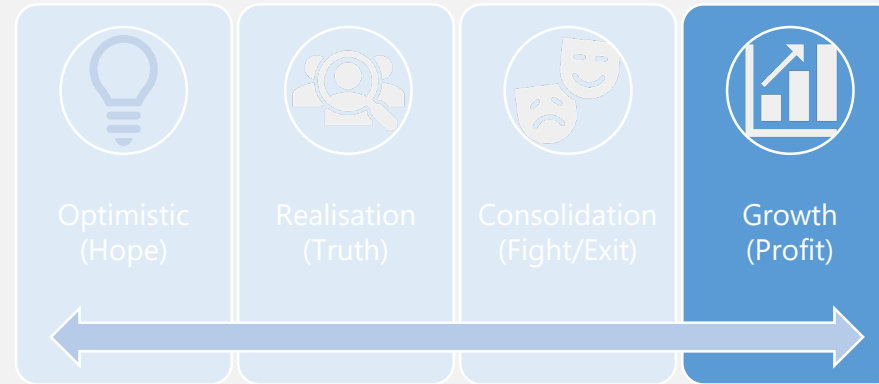 Optimistic
(Hope)
Realisation
(Truth)
Consolidation
(Fight/Exit)
Growth
(Profit)